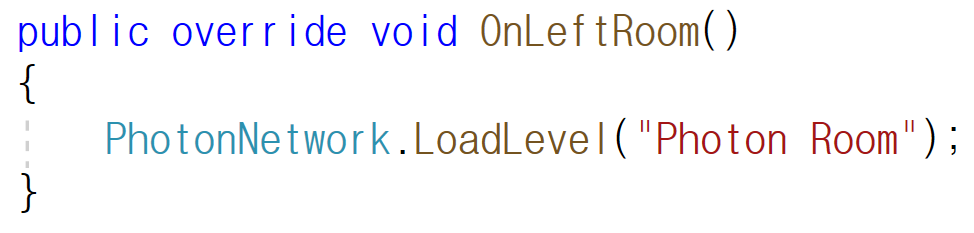 public override void OnLeftRoom()
{
    PhotonNetwork.LoadLevel("Photon Room");
}